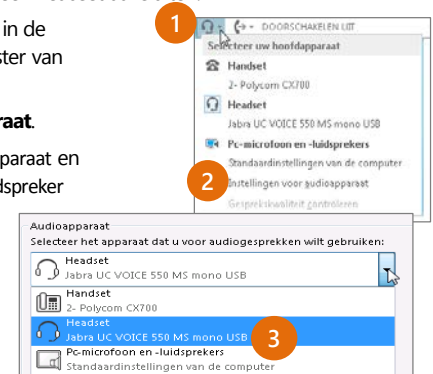 in de
ster van
raat.
paraat en
dspreker
1
DOORSCHAKELEN UIT
Selecteer uw hoofdapparaat
Handset
2- Polycom CX700
Headset
Jabra UC VOICE 550 MS mono USB
Pc-microfoon en -luidsprekers
Standaardinstellingen van de computer
2
Instellingen voor audioapparaat
Gesprekskwaliteit controleren
Audioapparaat
Selecteer het apparaat dat u voor audiogesprekken wilt gebruiken:
Headset
Jabra UC VOICE 550 MS mono USB
Handset
2- Polycom CX700
Headset
Jabra UC VOICE 550 MS mono USB
3
Pc-microfoon en -luidsprekers
Standaardinstellingen van de computer